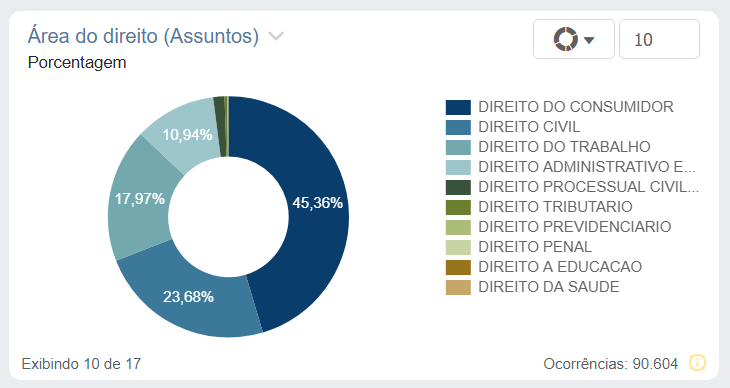 Área do direito (Assuntos)
10
Porcentagem
10,94%
17,97%
45,36%
23,68%
DIREITO DO CONSUMIDOR
DIREITO CIVIL
DIREITO DO TRABALHO
DIREITO ADMINISTRATIVO E...
DIREITO PROCESSUAL CIVIL...
DIREITO TRIBUTARIO
DIREITO PREVIDENCIARIO
DIREITO PENAL
DIREITO A EDUCACAO
DIREITO DA SAUDE
Exibindo 10 de 17
Ocorrências: 90.604